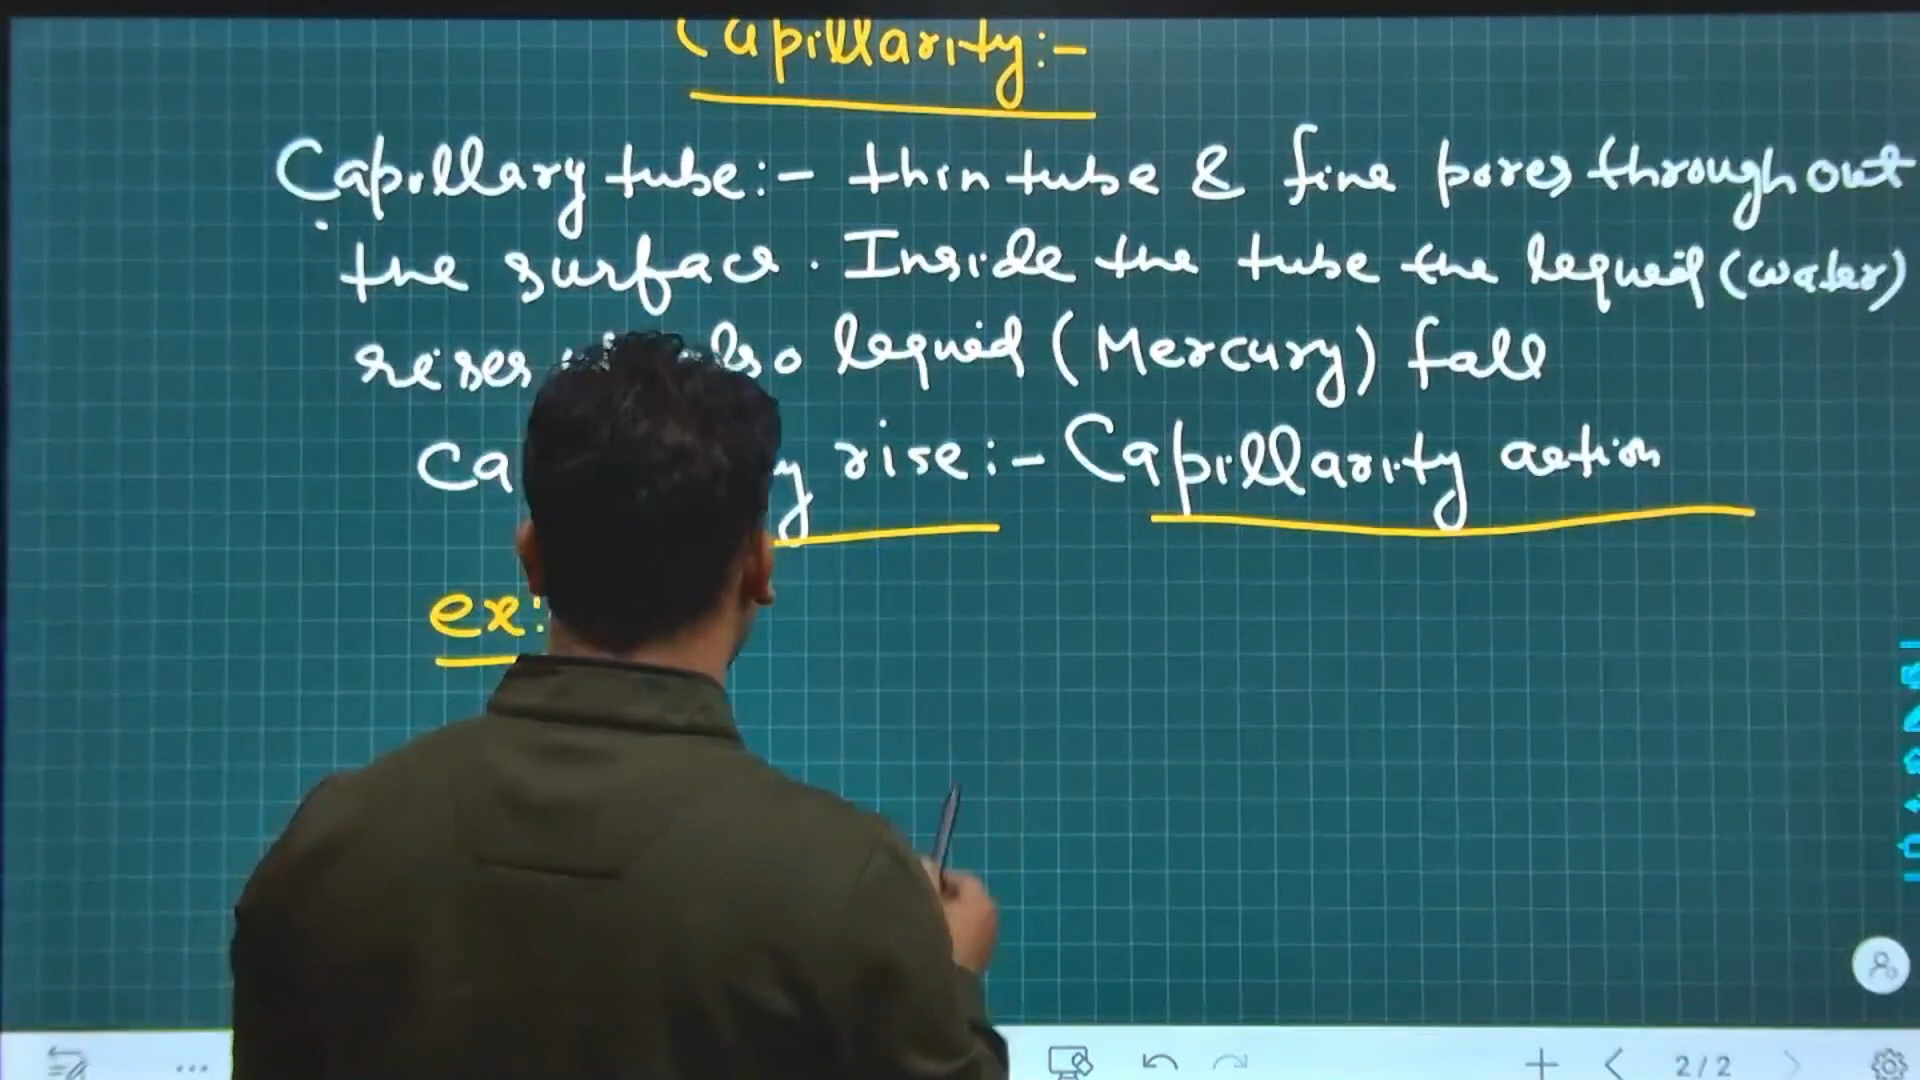 Capillarity:-
Capillary tube:- thin tube & fine pores throughout
the surface. Inside the tube the lequid (water)
reises lso lequid (Mercury) fall
Ca y rise:- Capillarity action
ex:
2/2